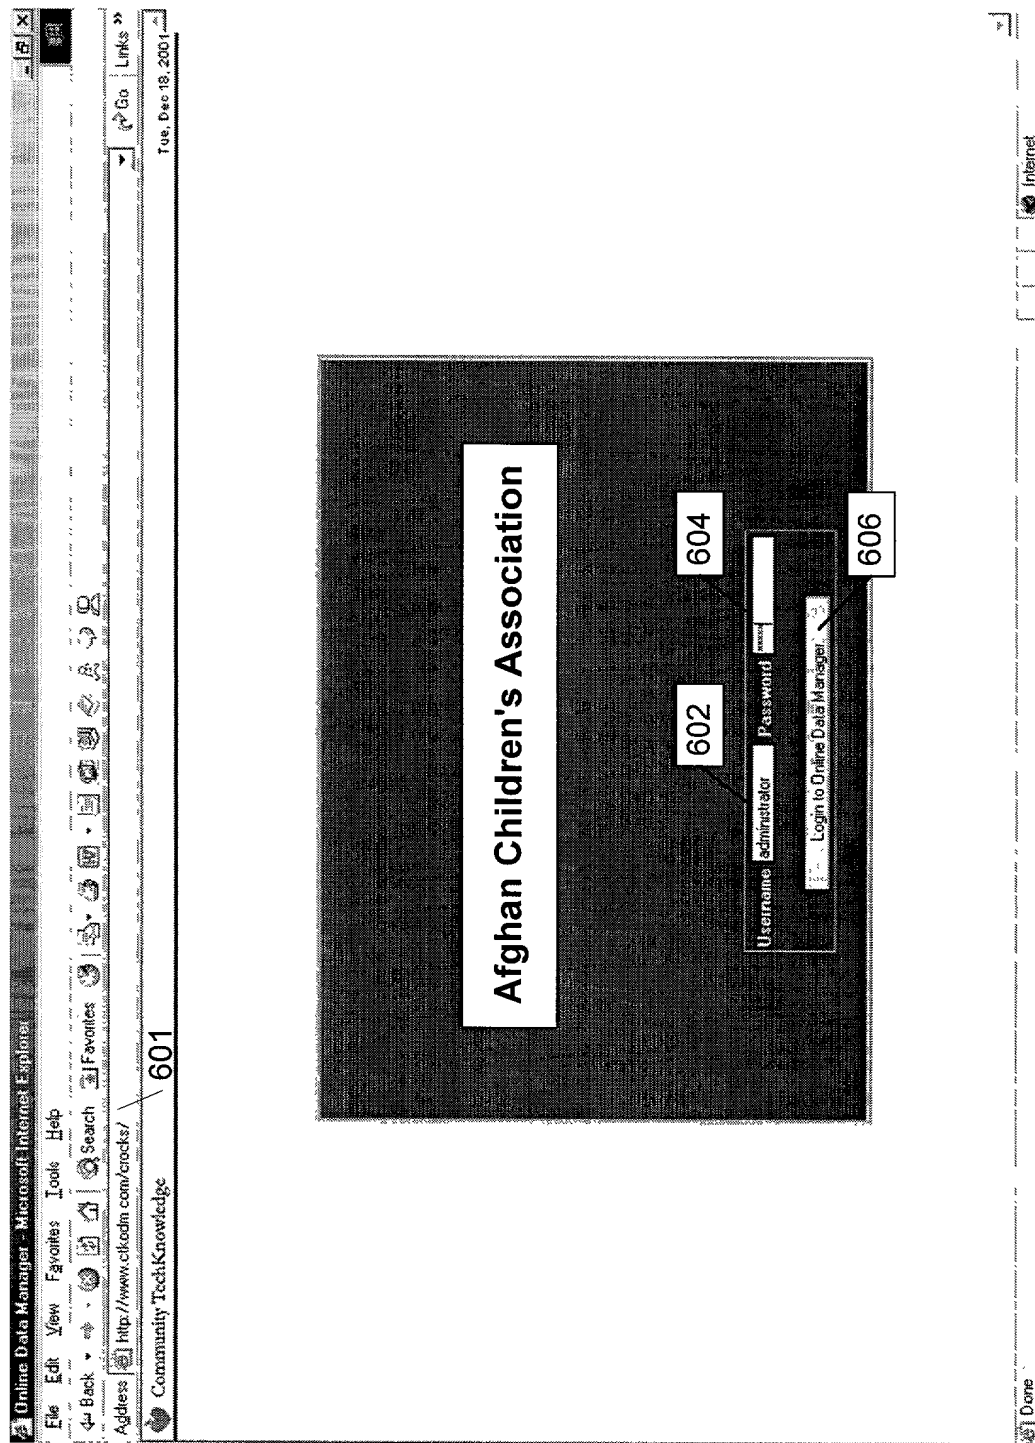 Online Data Manager - Microsoft Internet Explorer
File Edit View Favorites Tools Help
Back Search Favorites
Address http://www.ctkodm.com/crocks/ Go Links »
601
Community TechKnowledge Tue, Dec 18, 2001
Afghan Children's Association
602 604
Username administrator Password *****
Login to Online Data Manager
606
Done Internet